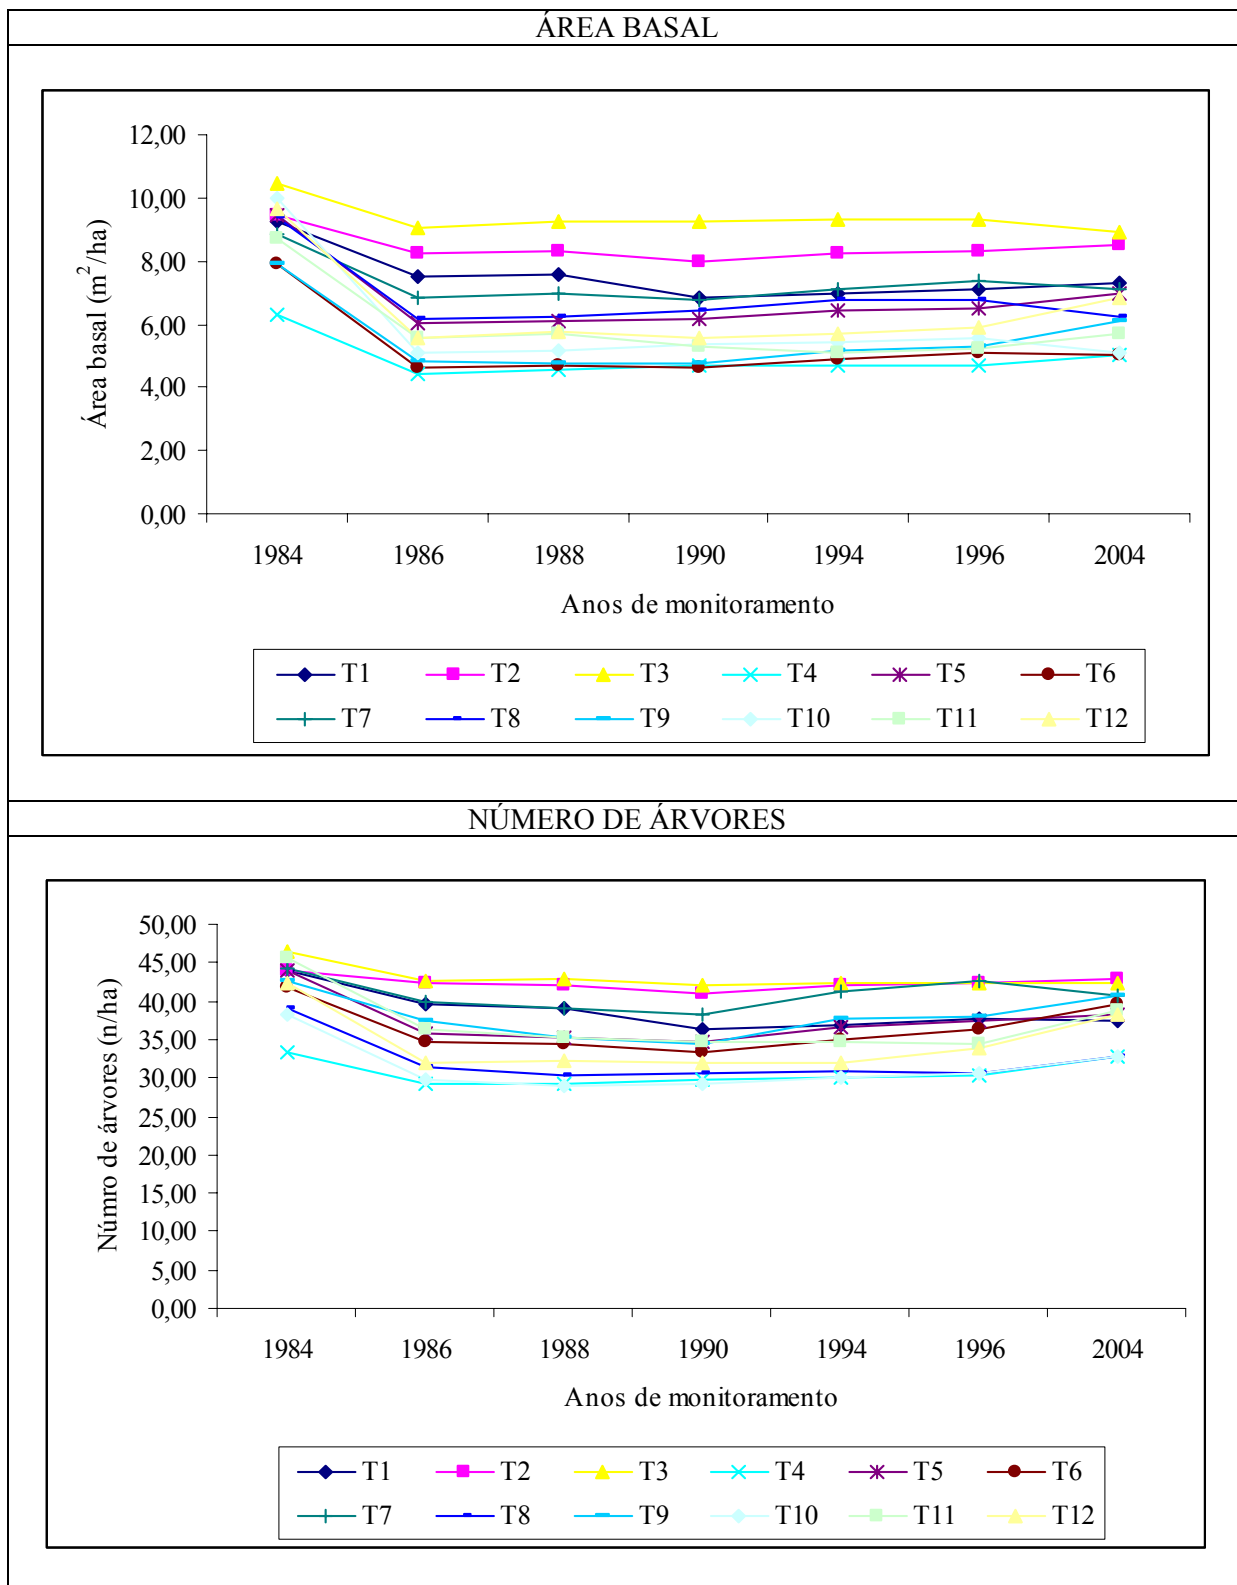 ÁREA BASAL
12,00
10,00
8,00
6,00
4,00
2,00
0,00
Área basal (m²/ha)
1984 1986 1988 1990 1994 1996 2004
Anos de monitoramento
T1 T2 T3 T4 T5 T6
T7 T8 T9 T10 T11 T12
NÚMERO DE ÁRVORES
50,00
45,00
40,00
35,00
30,00
25,00
20,00
15,00
10,00
5,00
0,00
Númro de árvores (n/ha)
1984 1986 1988 1990 1994 1996 2004
Anos de monitoramento
T1 T2 T3 T4 T5 T6
T7 T8 T9 T10 T11 T12